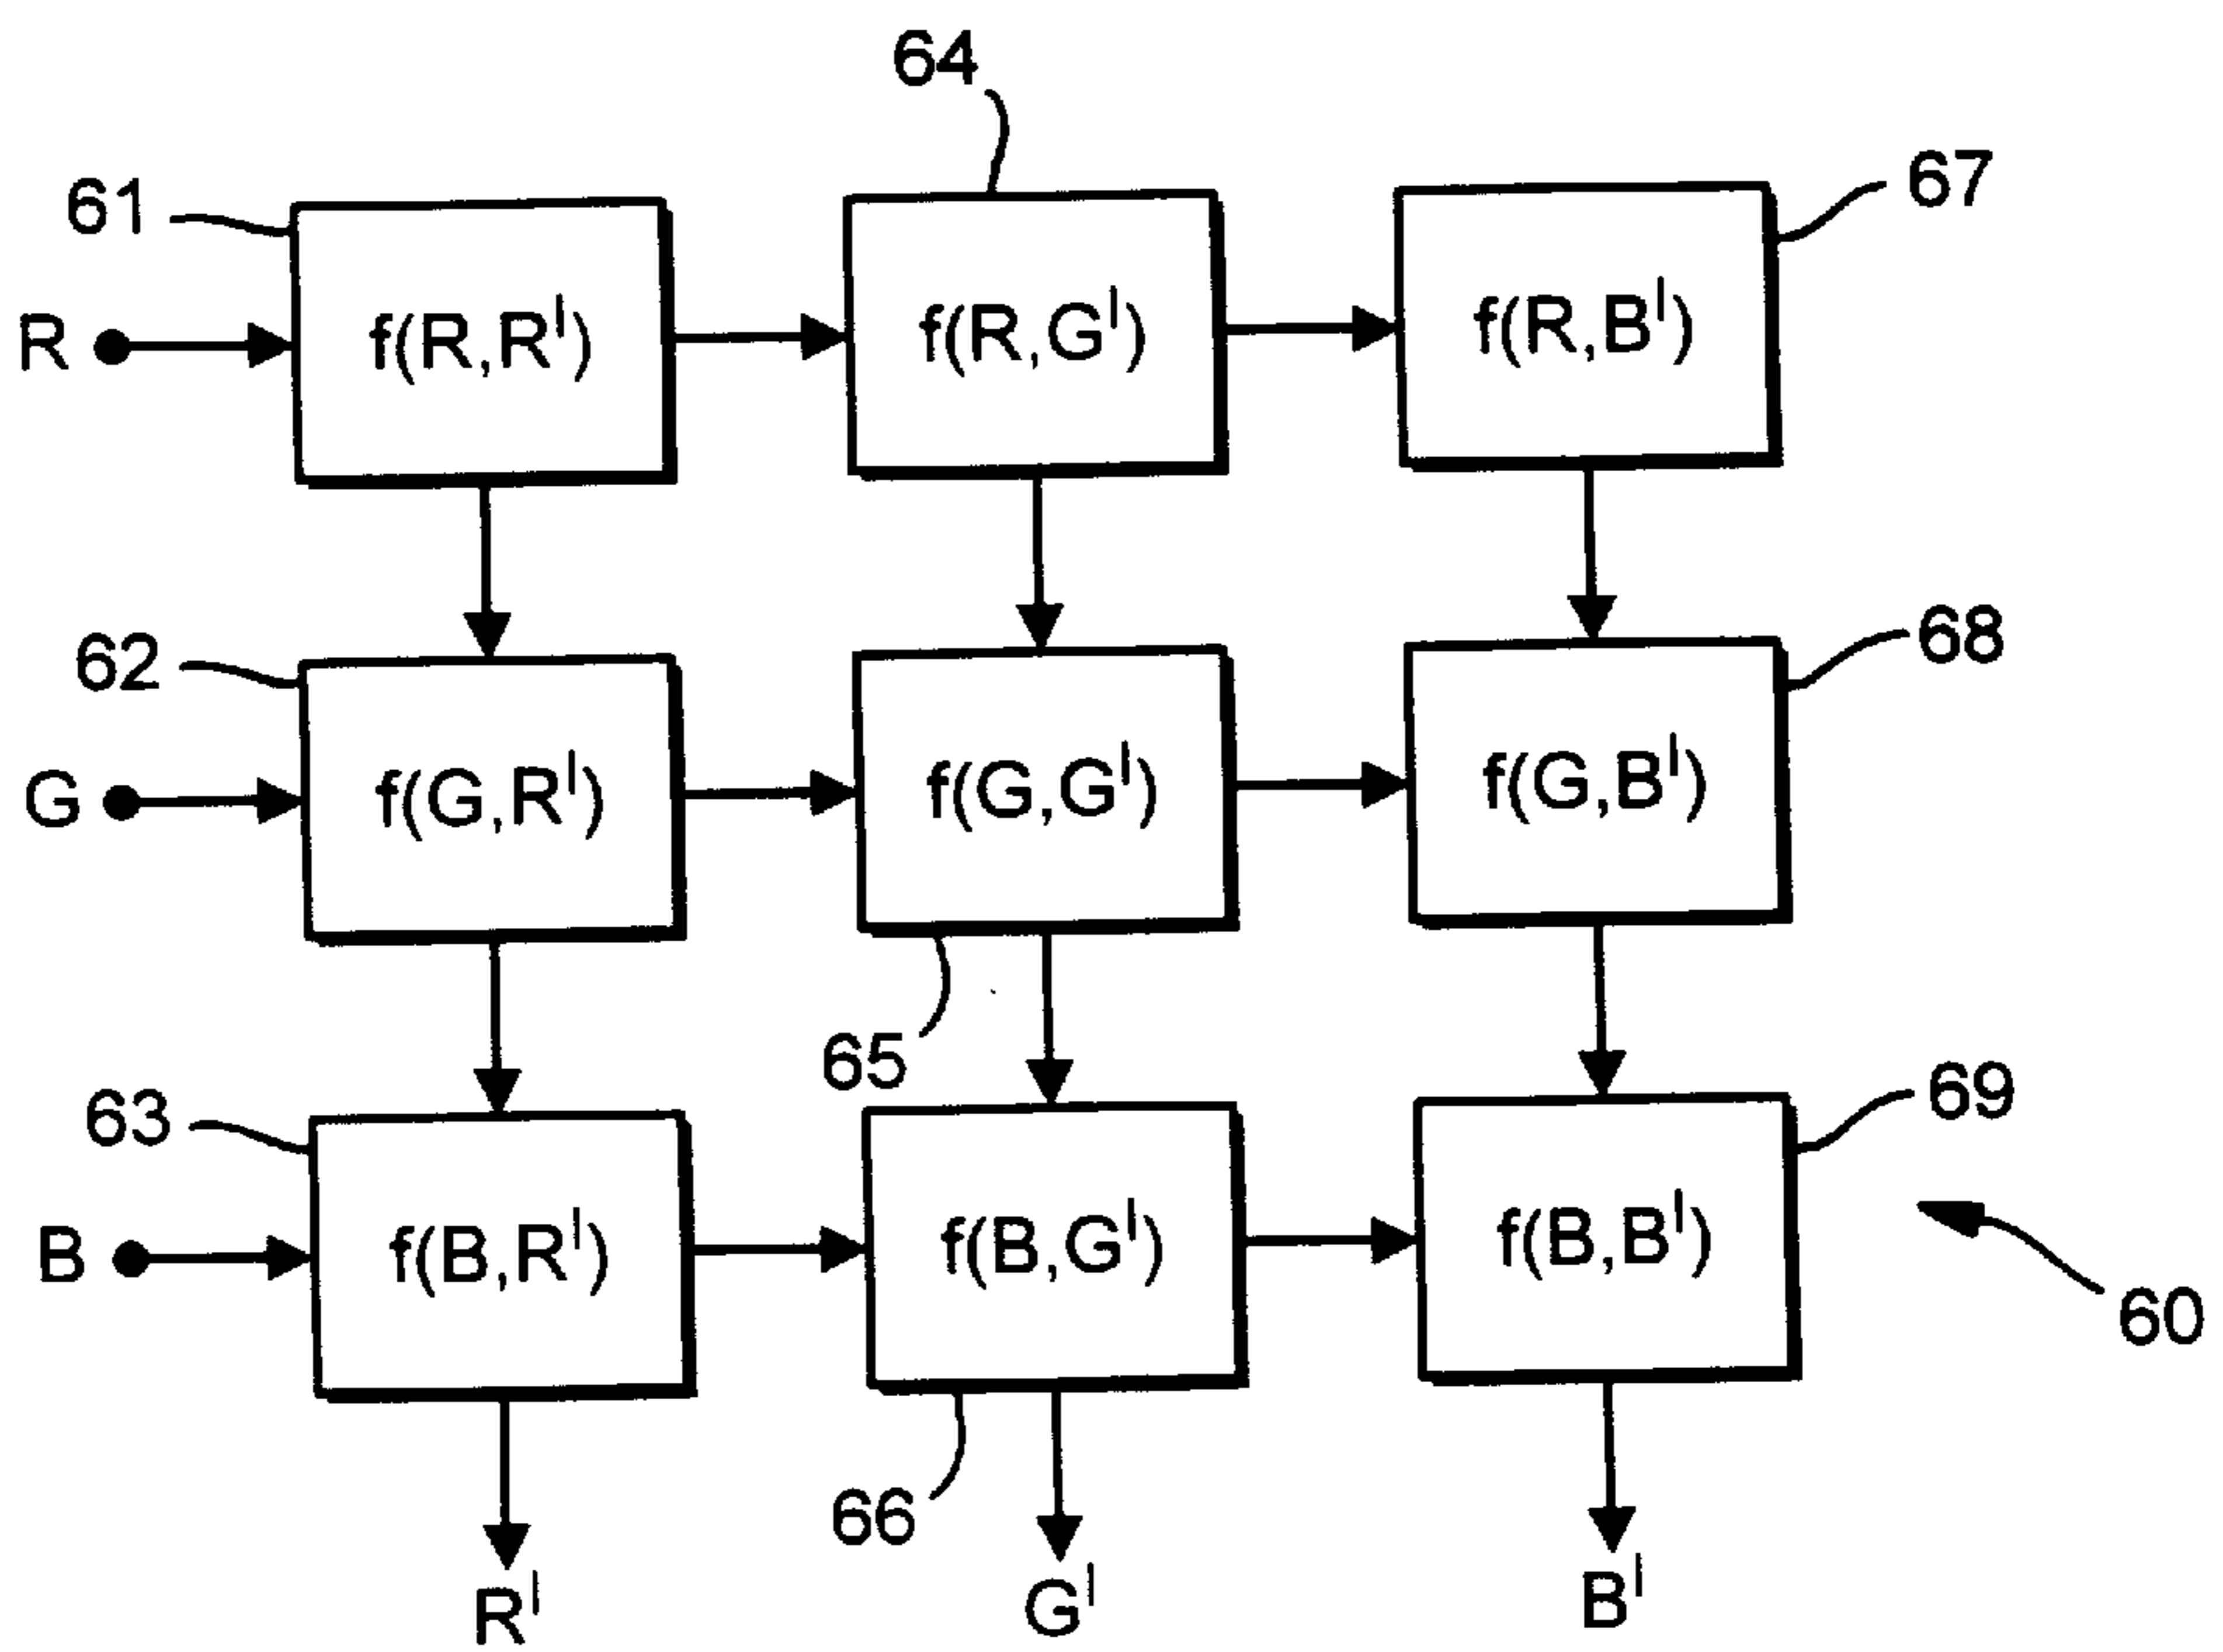 64
61
67
R
f(R,R')
f(R,G')
f(R,B')
62
68
G
f(G,R')
f(G,G')
f(G,B')
65
63
69
B
f(B,R')
f(B,G')
f(B,B')
60
66
R'
G'
B'